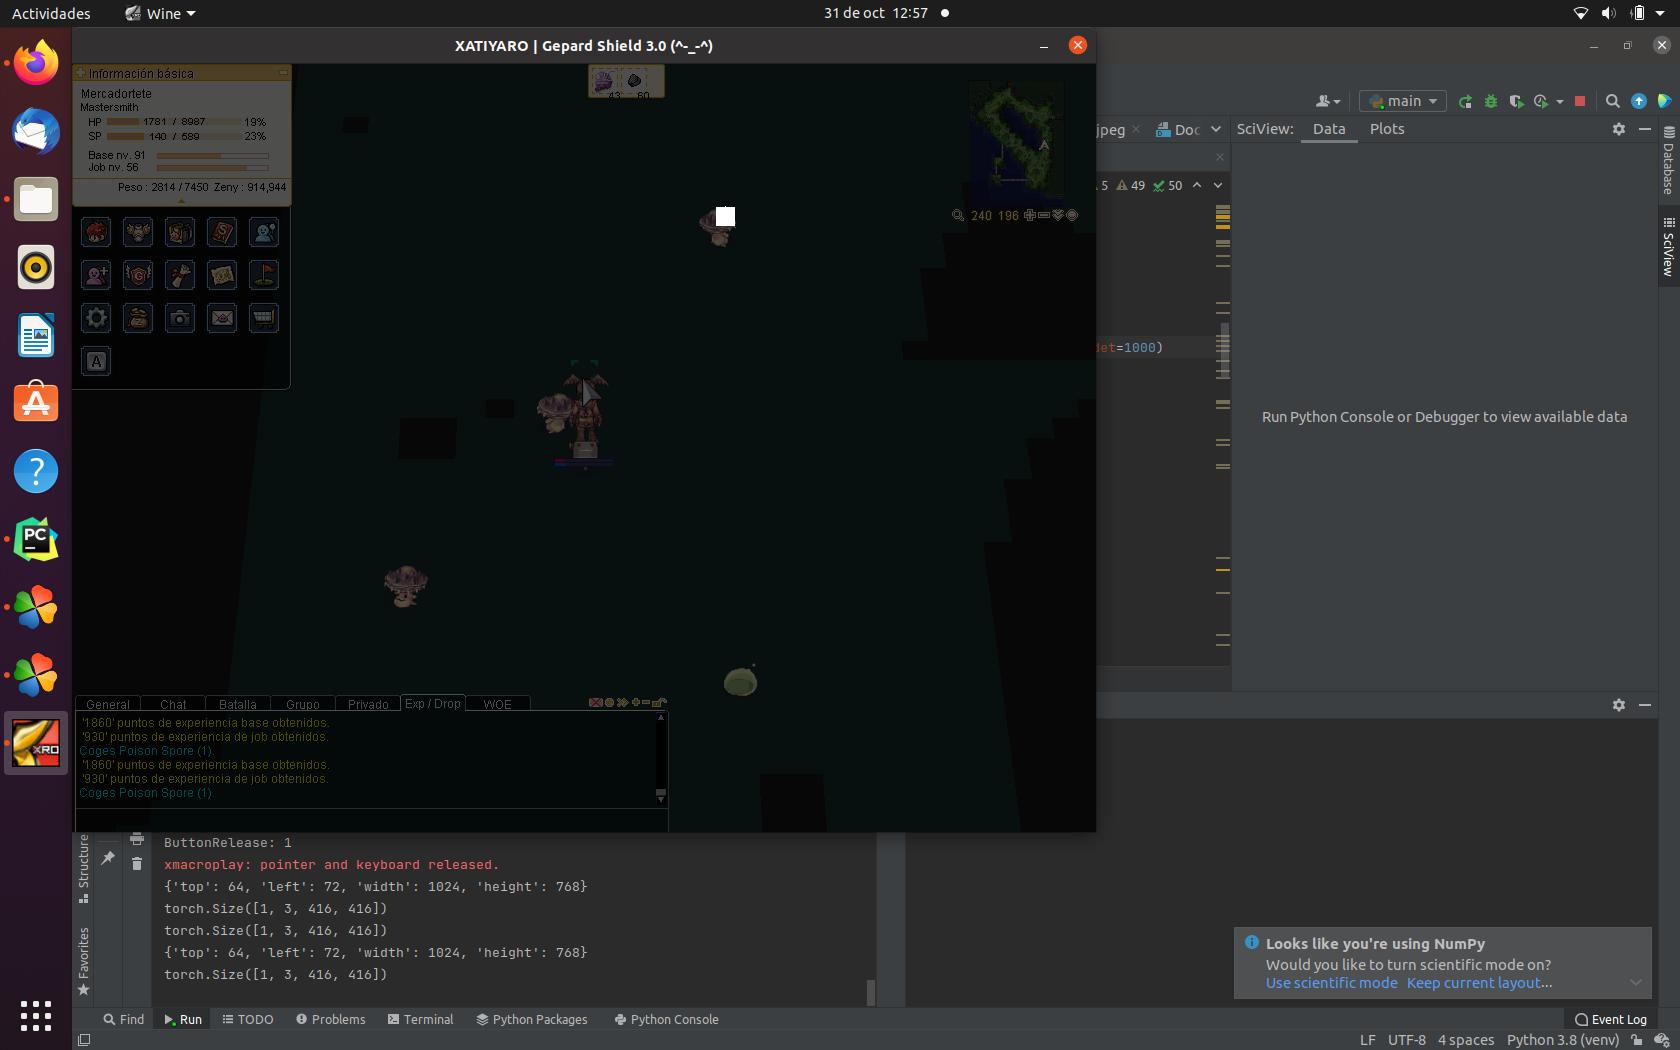 Actividades
Wine
31 de oct 12:57
XATIYARO | Gepard Shield 3.0 (^-_-^)
Información básica
Mercadortete
Mastersmith
HP 1781 / 8987 19%
SP 140 / 589 23%
Base nv. 91
Job nv. 56
Peso : 2814 / 7450 Zeny : 914,944
43 60
240 196
A
General Chat Batalla Grupo Privado Exp / Drop WOE
'1860' puntos de experiencia base obtenidos.
'930' puntos de experiencia de job obtenidos.
Coges Poison Spore (1).
'1860' puntos de experiencia base obtenidos.
'930' puntos de experiencia de job obtenidos.
Coges Poison Spore (1).
main
jpeg Doc
SciView: Data Plots
5 49 50
det=1000)
Run Python Console or Debugger to view available data
Database
SciView
PC
XRO
Structure
Favorites
ButtonRelease: 1
xmacroplay: pointer and keyboard released.
{'top': 64, 'left': 72, 'width': 1024, 'height': 768}
torch.Size([1, 3, 416, 416])
torch.Size([1, 3, 416, 416])
{'top': 64, 'left': 72, 'width': 1024, 'height': 768}
torch.Size([1, 3, 416, 416])
Looks like you're using NumPy
Would you like to turn scientific mode on?
Use scientific mode Keep current layout...
Find Run TODO Problems Terminal Python Packages Python Console Event Log
LF UTF-8 4 spaces Python 3.8 (venv)